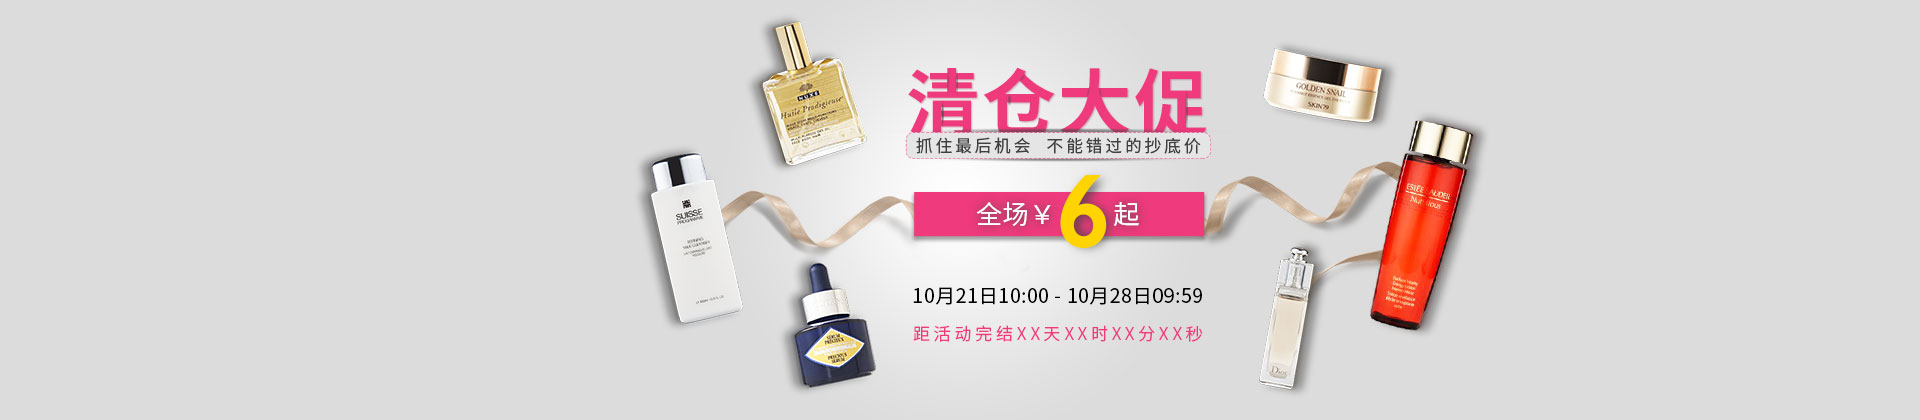 清仓大促
抓住最后机会 不能错过的抄底价
全场￥6起
10月21日10:00 - 10月28日09:59
距活动完结XX天XX时XX分XX秒
NUXE
Huile Prodigieuse
SUISSE
PROGRAMME
GOLDEN SNAIL
SKIN79
ESTEE LAUDER
Nutritious
PRECIOUS
SERUM
Dior